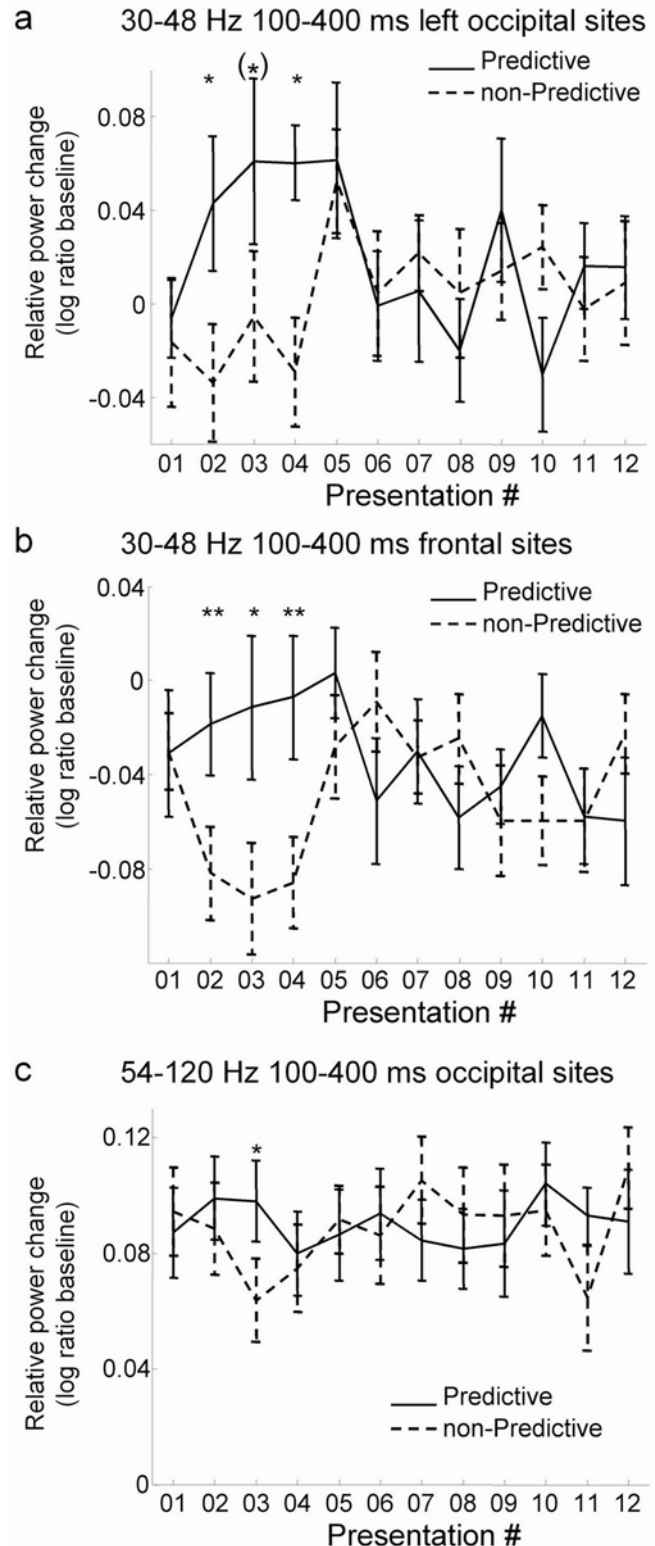 a 30-48 Hz 100-400 ms left occipital sites
Predictive
non-Predictive
(*)
* *
Relative power change
(log ratio baseline)
0.08
0.04
0
-0.04
01 02 03 04 05 06 07 08 09 10 11 12
Presentation #
b 30-48 Hz 100-400 ms frontal sites
Predictive
non-Predictive
** * **
Relative power change
(log ratio baseline)
0.04
0
-0.04
-0.08
01 02 03 04 05 06 07 08 09 10 11 12
Presentation #
c 54-120 Hz 100-400 ms occipital sites
*
Relative power change
(log ratio baseline)
0.12
0.08
0.04
0
Predictive
non-Predictive
01 02 03 04 05 06 07 08 09 10 11 12
Presentation #